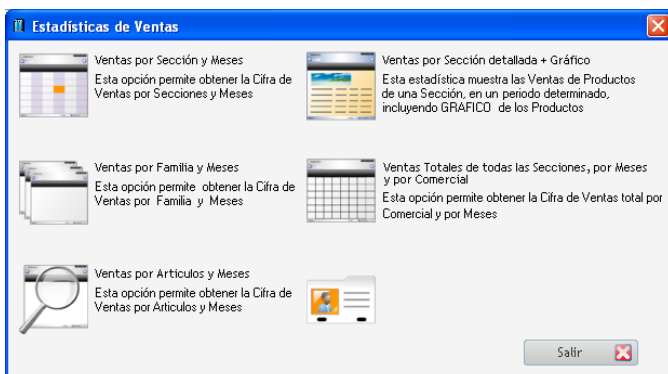 Estadísticas de Ventas
Ventas por Sección y Meses
Esta opción permite obtener la Cifra de
Ventas por Secciones y Meses
Ventas por Sección detallada + Gráfico
Esta estadística muestra las Ventas de Productos
de una Sección, en un periodo determinado,
incluyendo GRAFICO de los Productos
Ventas por Familia y Meses
Esta opción permite obtener la Cifra de
Ventas por Familia y Meses
Ventas Totales de todas las Secciones, por Meses
y por Comercial
Esta opción permite obtener la Cifra de Ventas total por
Comercial y por Meses
Ventas por Articulos y Meses
Esta opción permite obtener la Cifra de
Ventas por Articulos y Meses
Salir